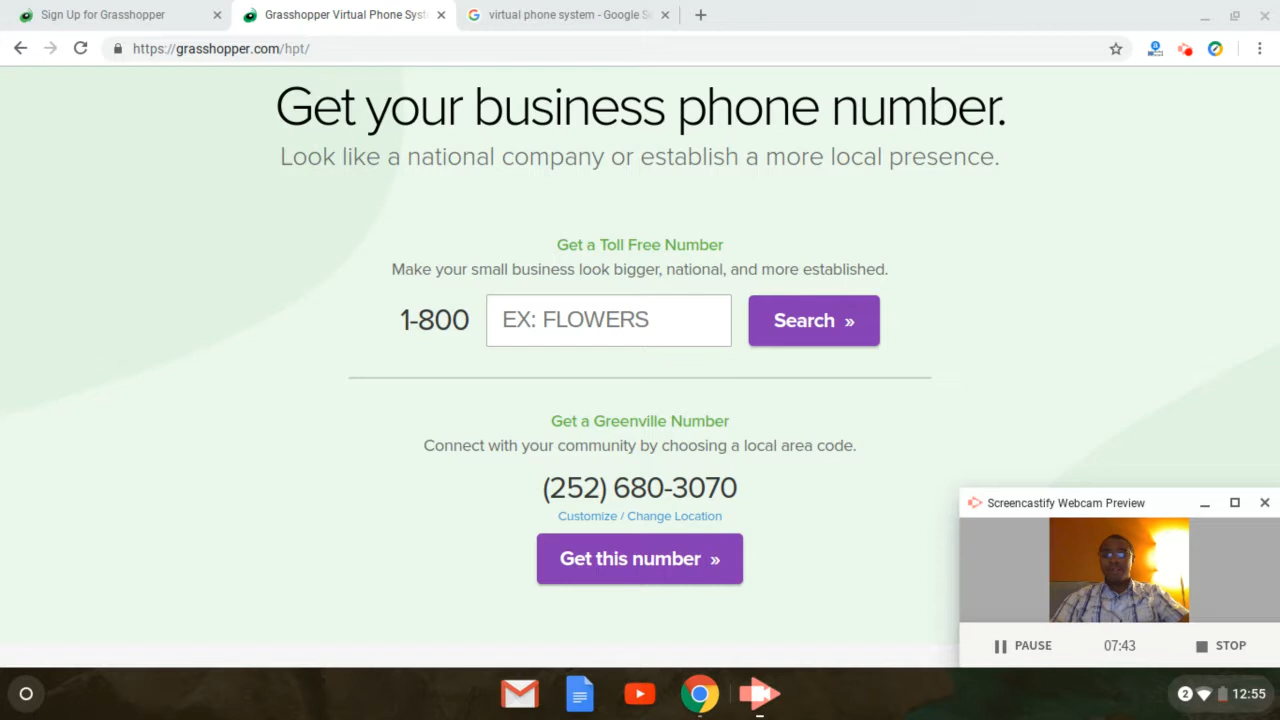 Sign Up for Grasshopper
Grasshopper Virtual Phone Syst
virtual phone system - Google S
https://grasshopper.com/hpt/
Get your business phone number.
Look like a national company or establish a more local presence.
Get a Toll Free Number
Make your small business look bigger, national, and more established.
1-800 EX: FLOWERS Search »
Get a Greenville Number
Connect with your community by choosing a local area code.
(252) 680-3070
Customize / Change Location
Get this number »
Screencastify Webcam Preview
PAUSE 07:43 STOP
2 12:55